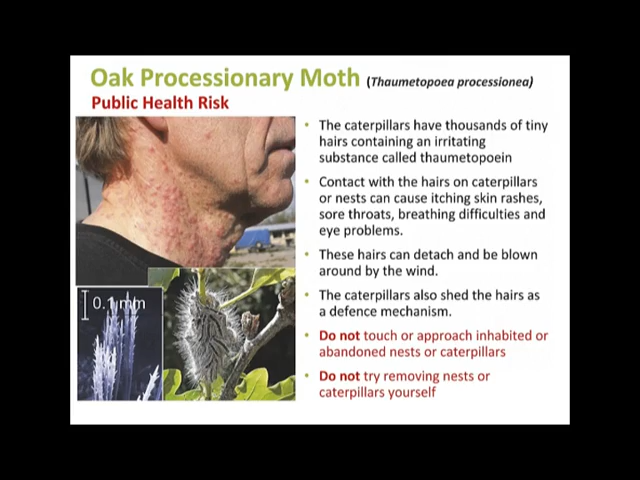 Oak Processionary Moth (Thaumetopoea processionea)
Public Health Risk
• The caterpillars have thousands of tiny
hairs containing an irritating
substance called thaumetopoein
• Contact with the hairs on caterpillars
or nests can cause itching skin rashes,
sore throats, breathing difficulties and
eye problems.
• These hairs can detach and be blown
around by the wind.
• The caterpillars also shed the hairs as
a defence mechanism.
• Do not touch or approach inhabited or
abandoned nests or caterpillars
• Do not try removing nests or
caterpillars yourself
0.1 mm